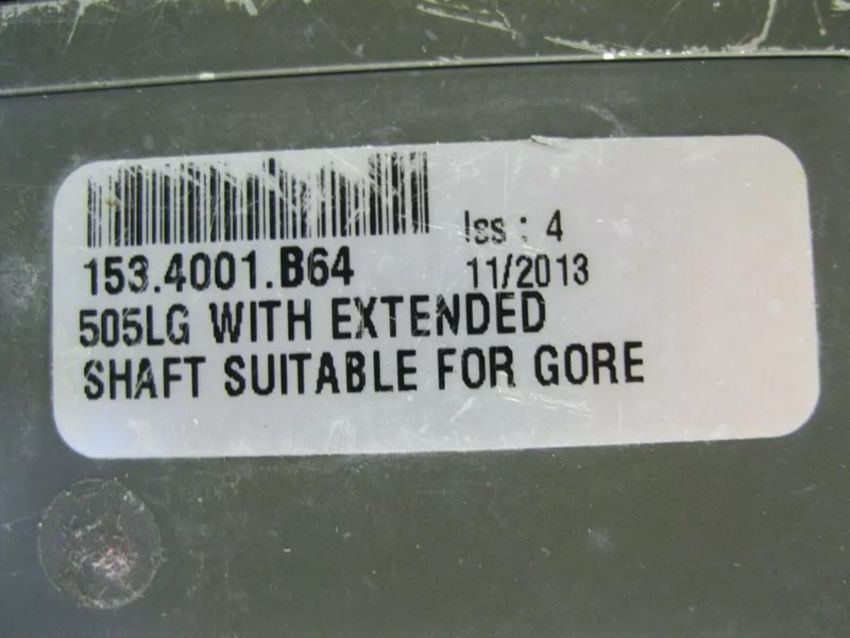 Iss : 4
153.4001.B64 11/2013
505LG WITH EXTENDED
SHAFT SUITABLE FOR GORE